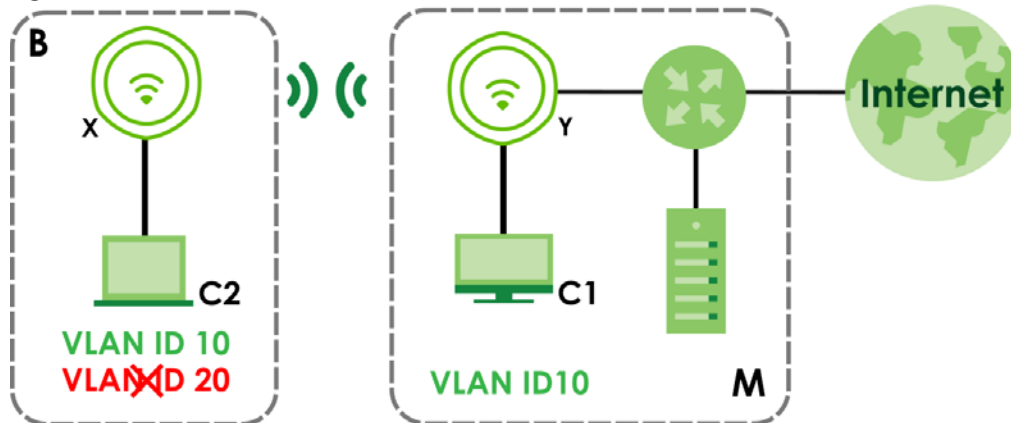 B
X
C2
VLAN ID 10
VLAN ID 20
Y
C1
VLAN ID10
M
Internet